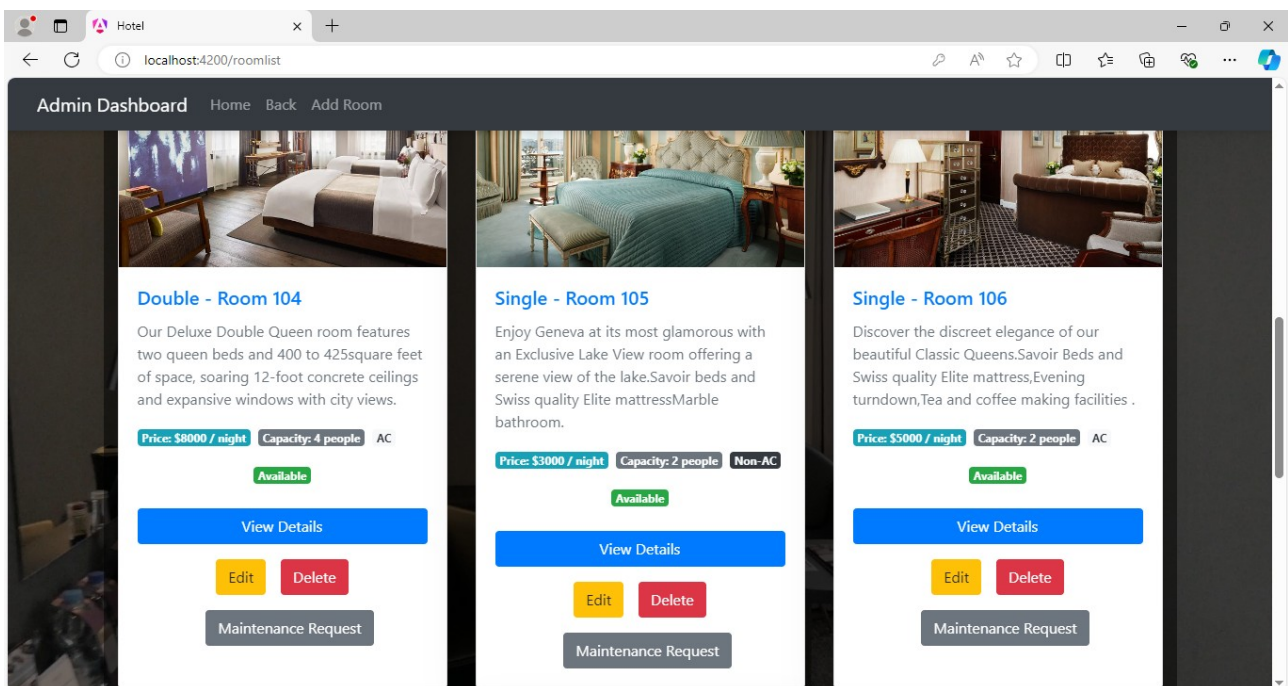 Hotel
localhost:4200/roomlist
Admin Dashboard Home Back Add Room
Double - Room 104
Our Deluxe Double Queen room features
two queen beds and 400 to 425square feet
of space, soaring 12-foot concrete ceilings
and expansive windows with city views.
Price: $8000 / night Capacity: 4 people AC
Available
View Details
Edit Delete
Maintenance Request
Single - Room 105
Enjoy Geneva at its most glamorous with
an Exclusive Lake View room offering a
serene view of the lake.Savoir beds and
Swiss quality Elite mattressMarble
bathroom.
Price: $3000 / night Capacity: 2 people Non-AC
Available
View Details
Edit Delete
Maintenance Request
Single - Room 106
Discover the discreet elegance of our
beautiful Classic Queens.Savoir Beds and
Swiss quality Elite mattress,Evening
turndown,Tea and coffee making facilities .
Price: $5000 / night Capacity: 2 people AC
Available
View Details
Edit Delete
Maintenance Request